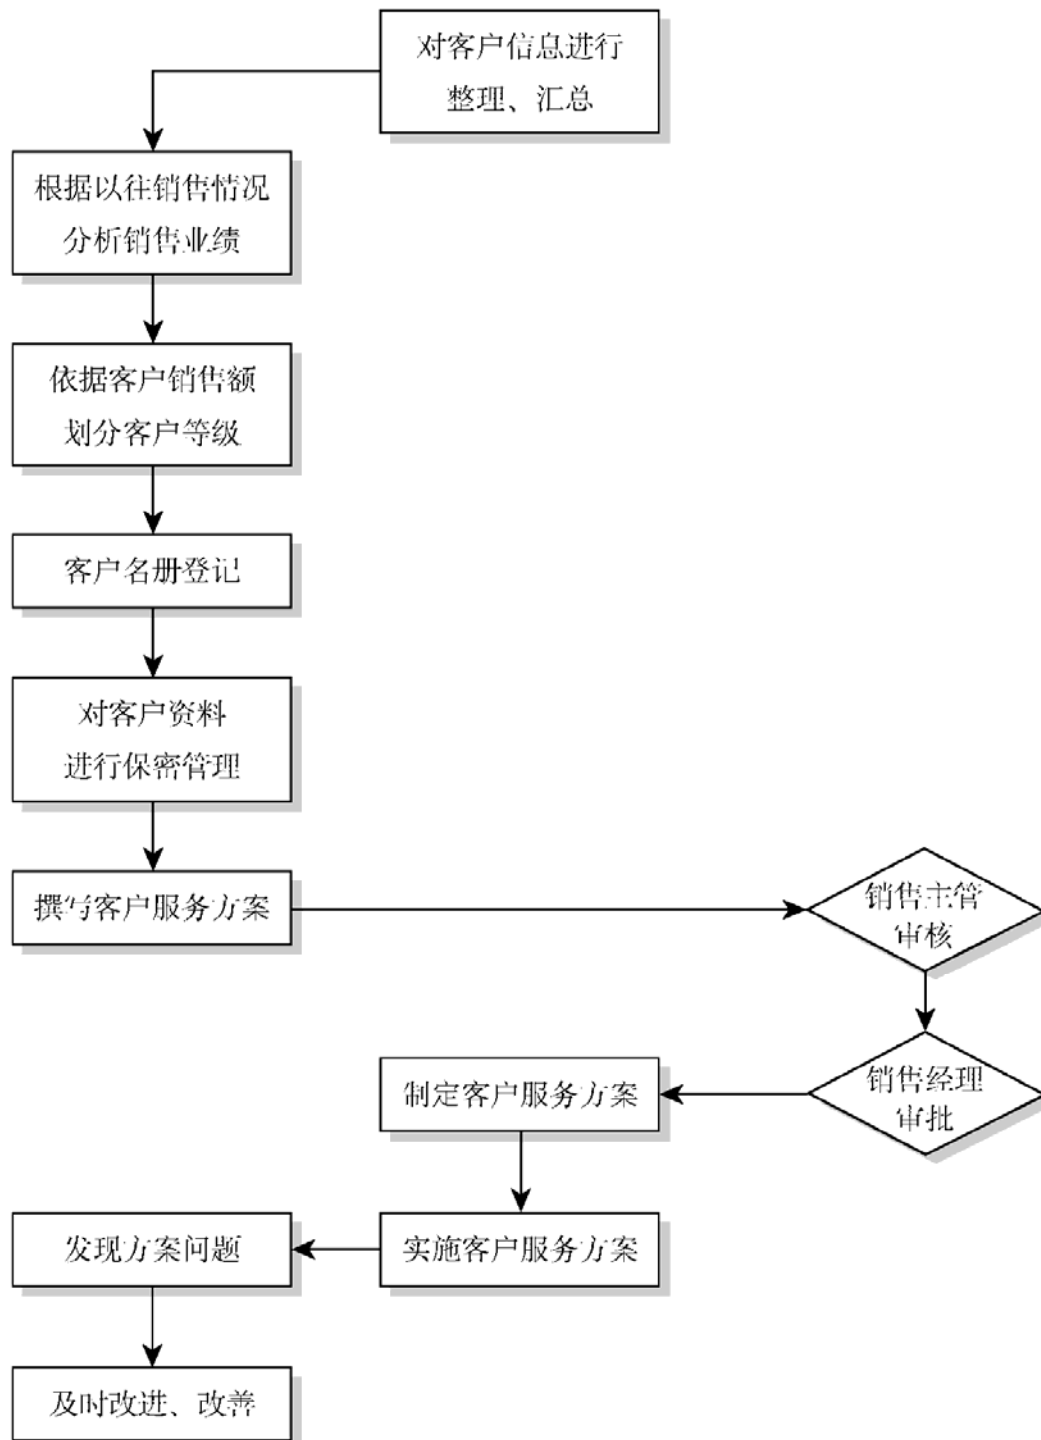 对客户信息进行
整理、汇总
根据以往销售情况
分析销售业绩
依据客户销售额
划分客户等级
客户名册登记
对客户资料
进行保密管理
撰写客户服务方案
销售主管
审核
销售经理
审批
制定客户服务方案
实施客户服务方案
发现方案问题
及时改进、改善